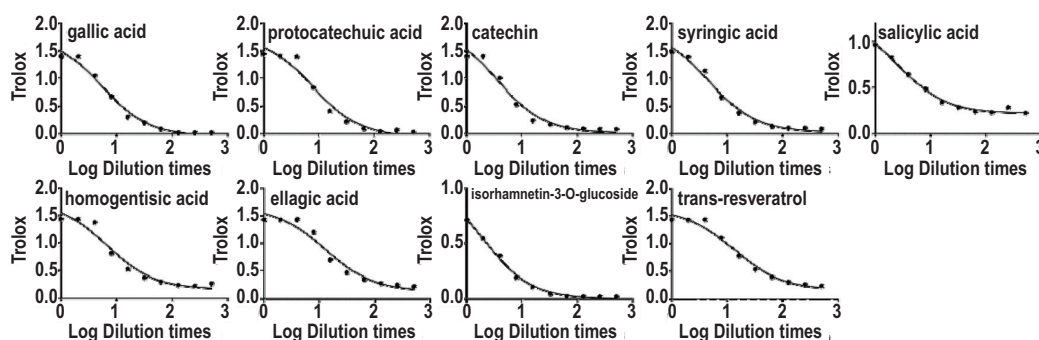 gallic acid
2.0
1.5
1.0
0.5
0.0
Trolox
0 1 2 3
Log Dilution times
protocatechuic acid
2.0
1.5
1.0
0.5
0.0
Trolox
0 1 2 3
Log Dilution times
catechin
2.0
1.5
1.0
0.5
0.0
Trolox
0 1 2 3
Log Dilution times
syringic acid
2.0
1.5
1.0
0.5
0.0
Trolox
0 1 2 3
Log Dilution times
salicylic acid
1.0
0.5
0.0
Trolox
0 1 2 3
Log Dilution times
homogentisic acid
2.0
1.5
1.0
0.5
0.0
Trolox
0 1 2 3
Log Dilution times
ellagic acid
2.0
1.5
1.0
0.5
0.0
Trolox
0 1 2 3
Log Dilution times
isorhamnetin-3-O-glucoside
1.0
0.5
0.0
Trolox
0 1 2 3
Log Dilution times
trans-resveratrol
2.0
1.5
1.0
0.5
0.0
Trolox
0 1 2 3
Log Dilution times